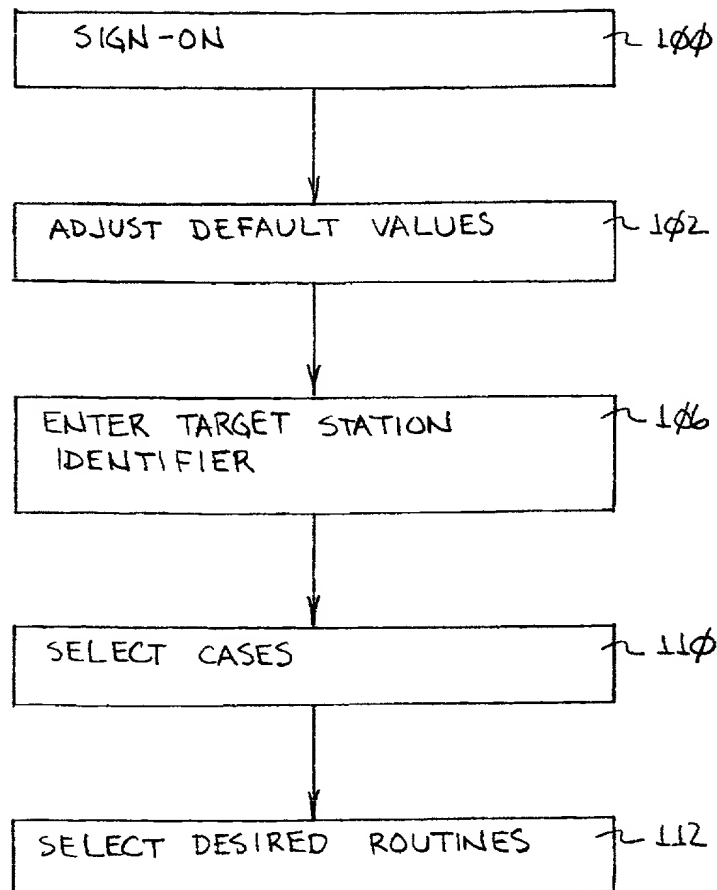 SIGN-ON 100
ADJUST DEFAULT VALUES 102
ENTER TARGET STATION 106
IDENTIFIER
SELECT CASES 110
SELECT DESIRED ROUTINES 112